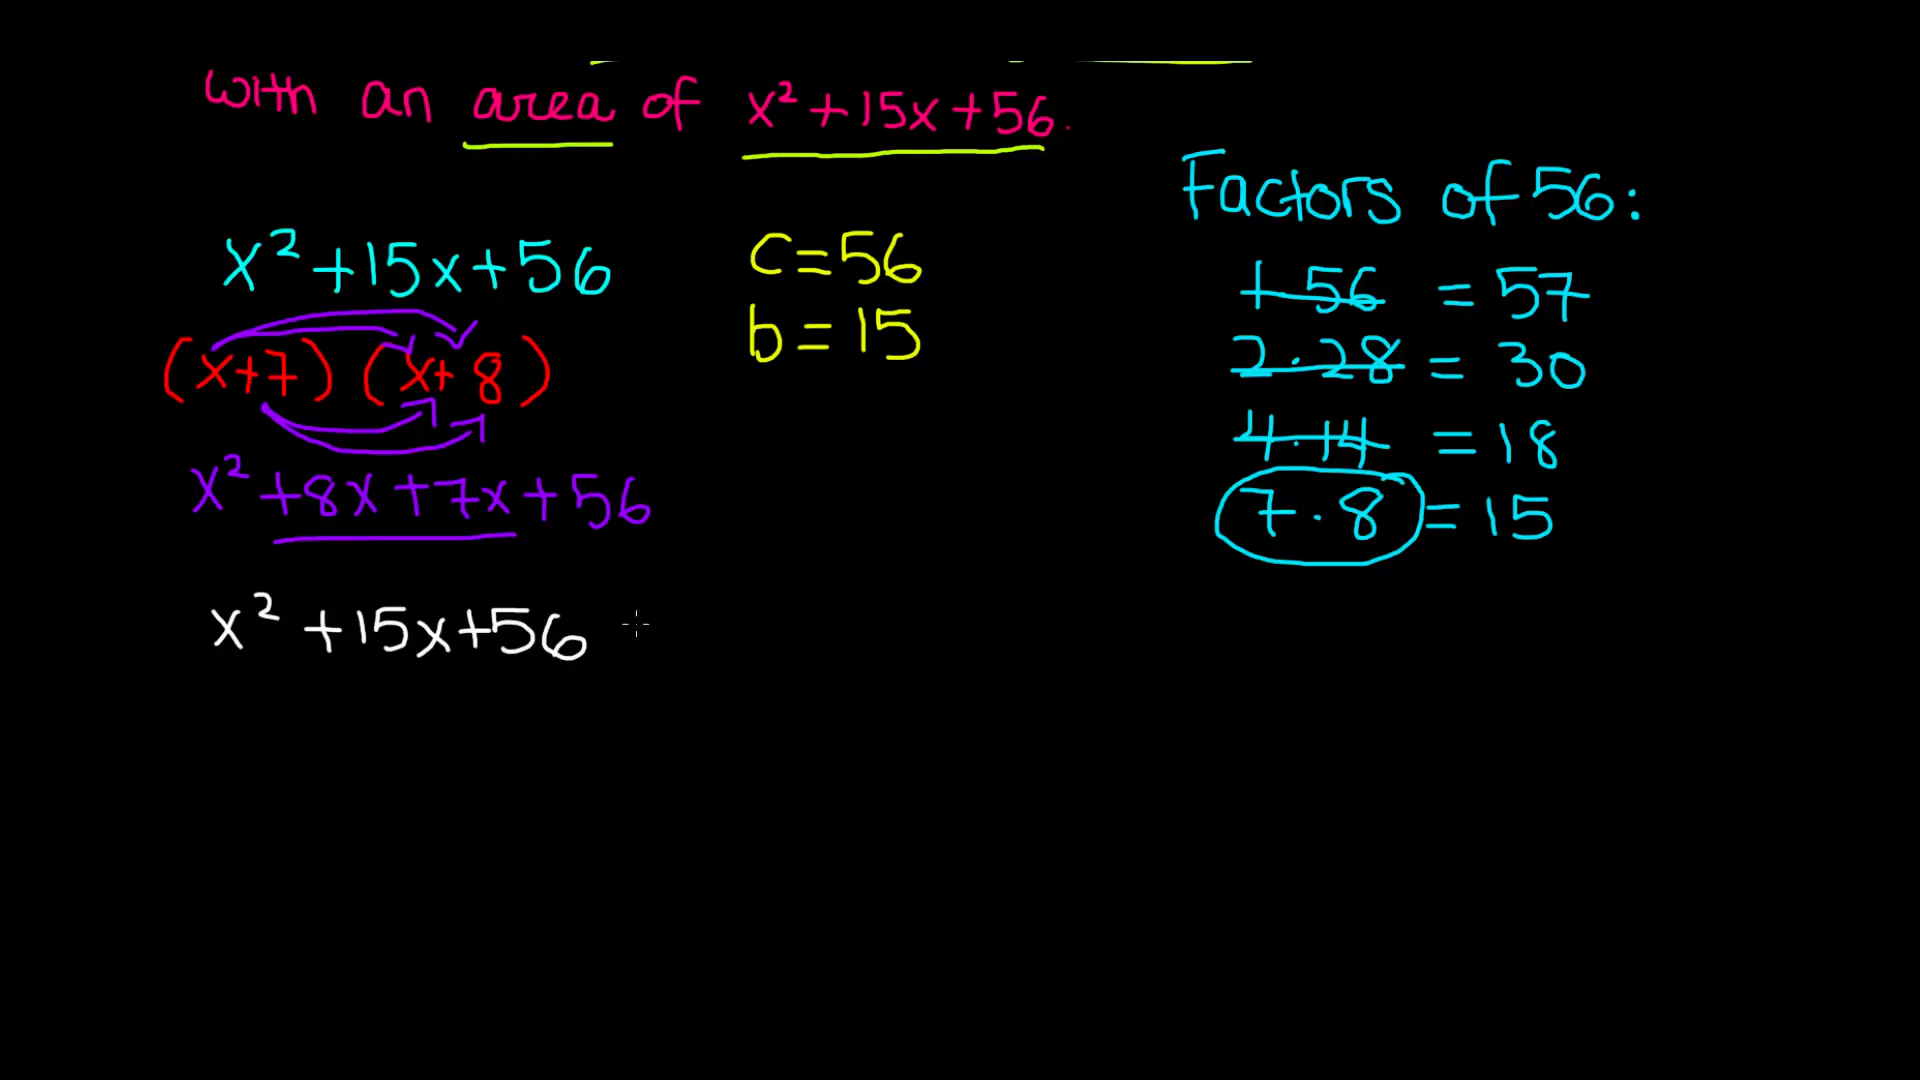 with an area of x² + 15x + 56.
x² + 15x + 56
(x+7) (x+8)
x² + 8x + 7x + 56
x² + 15x + 56
c = 56
b = 15
Factors of 56:
1 · 56 = 57
2 · 28 = 30
4 · 14 = 18
7 · 8 = 15